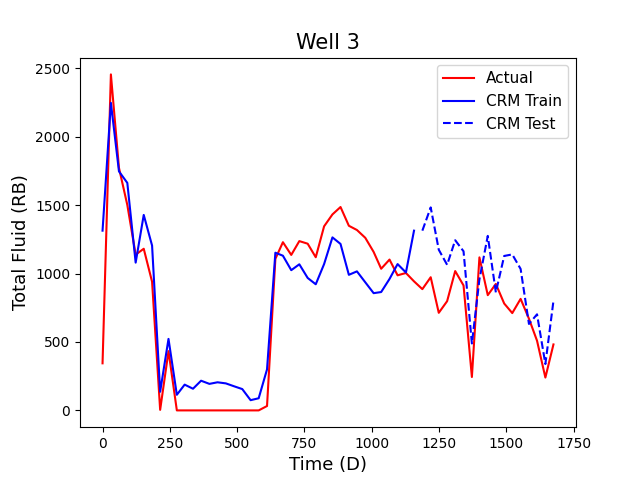 Well 3
Total Fluid (RB)
2500
2000
1500
1000
500
0
Actual
CRM Train
CRM Test
0 250 500 750 1000 1250 1500 1750
Time (D)